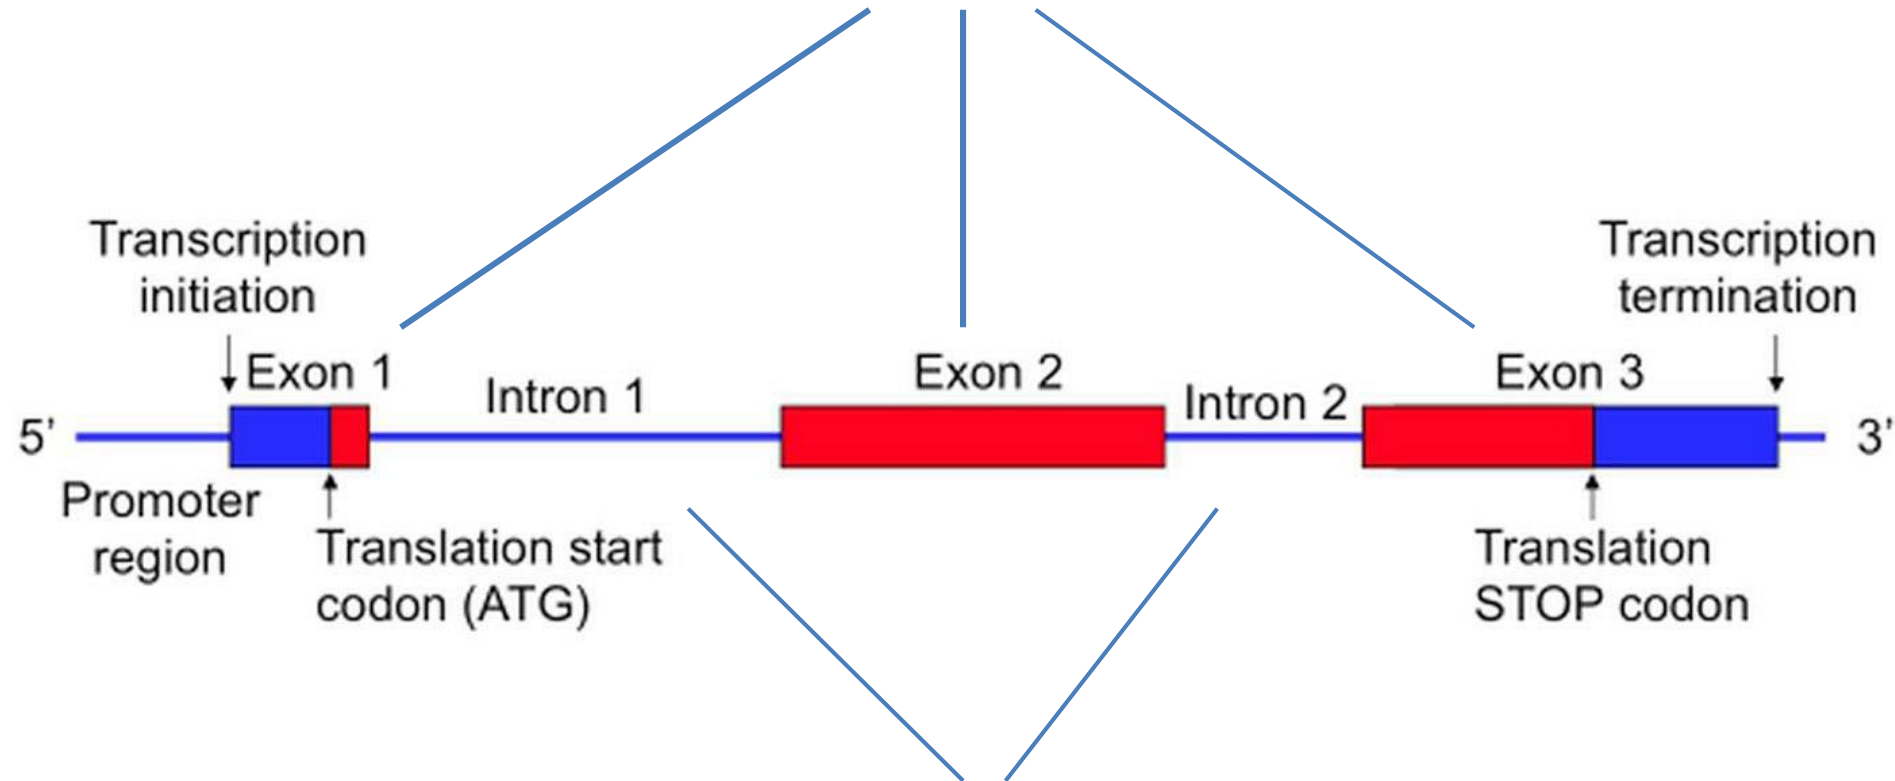 Transcription
initiation
Transcription
termination
Exon 1
Intron 1
Exon 2
Intron 2
Exon 3
5’
3’
Promoter
region
Translation start
codon (ATG)
Translation
STOP codon